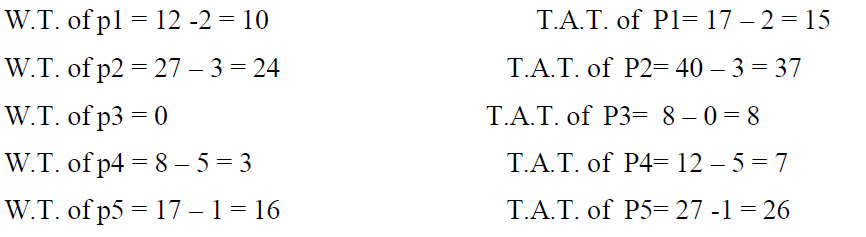 W.T. of p1 = 12 -2 = 10 T.A.T. of P1= 17 – 2 = 15
W.T. of p2 = 27 – 3 = 24 T.A.T. of P2= 40 – 3 = 37
W.T. of p3 = 0 T.A.T. of P3= 8 – 0 = 8
W.T. of p4 = 8 – 5 = 3 T.A.T. of P4= 12 – 5 = 7
W.T. of p5 = 17 – 1 = 16 T.A.T. of P5= 27 -1 = 26